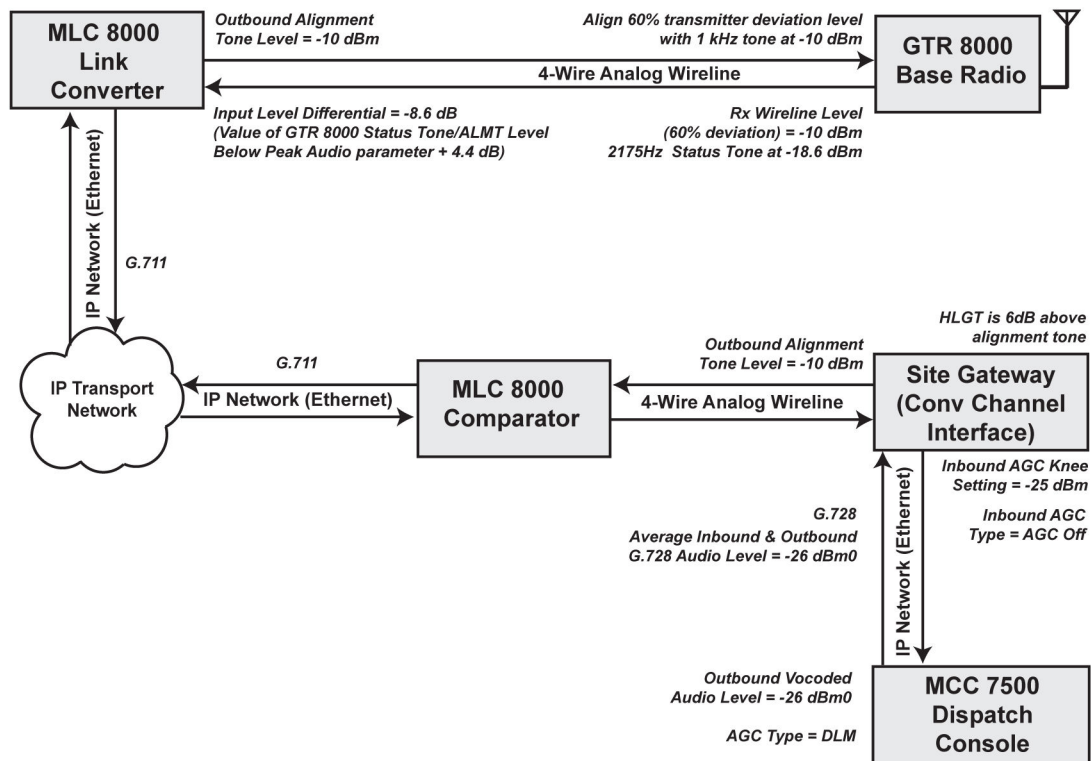 MLC 8000
Link
Converter
Outbound Alignment
Tone Level = -10 dBm
Align 60% transmitter deviation level
with 1 kHz tone at -10 dBm
GTR 8000
Base Radio
4-Wire Analog Wireline
Input Level Differential = -8.6 dB
(Value of GTR 8000 Status Tone/ALMT Level
Below Peak Audio parameter + 4.4 dB)
Rx Wireline Level
(60% deviation) = -10 dBm
2175Hz Status Tone at -18.6 dBm
IP Network (Ethernet)
G.711
IP Transport
Network
G.711
IP Network (Ethernet)
MLC 8000
Comparator
Outbound Alignment
Tone Level = -10 dBm
4-Wire Analog Wireline
HLGT is 6dB above
alignment tone
Site Gateway
(Conv Channel
Interface)
Inbound AGC Knee
Setting = -25 dBm
Inbound AGC
Type = AGC Off
G.728
Average Inbound & Outbound
G.728 Audio Level = -26 dBm0
IP Network (Ethernet)
Outbound Vocoded
Audio Level = -26 dBm0
AGC Type = DLM
MCC 7500
Dispatch
Console